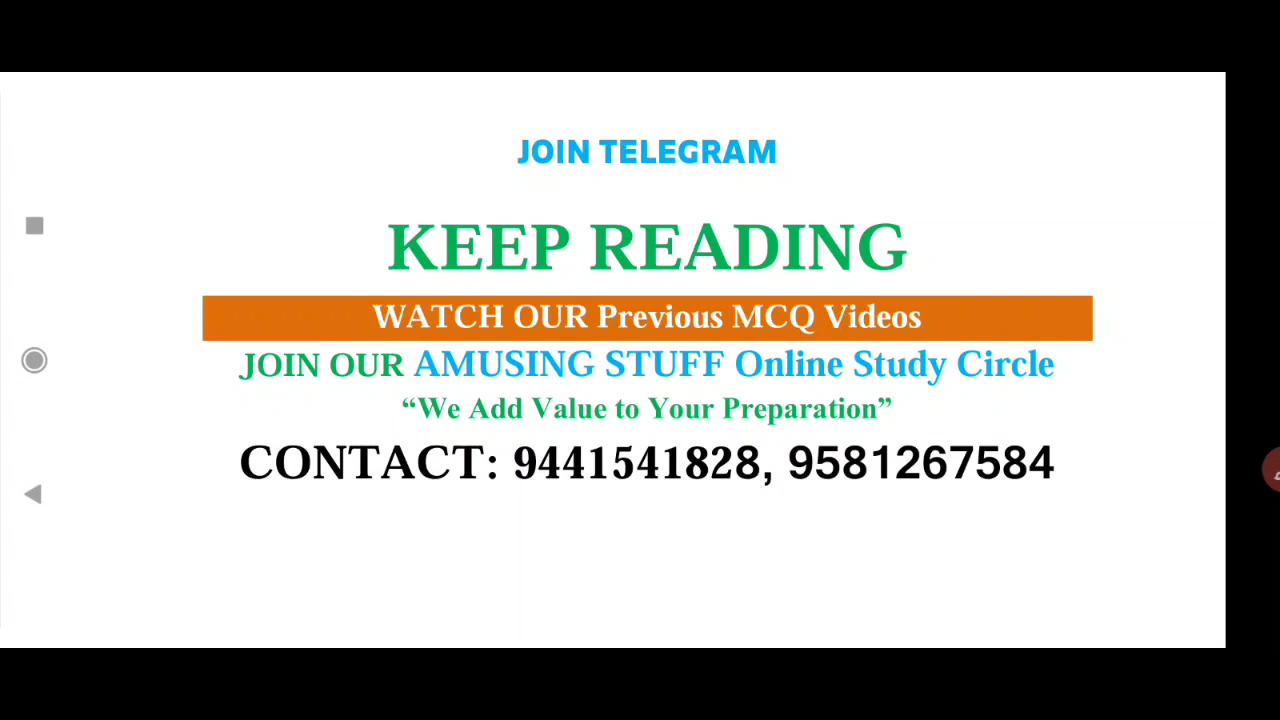 JOIN TELEGRAM
KEEP READING
WATCH OUR Previous MCQ Videos
JOIN OUR AMUSING STUFF Online Study Circle
“We Add Value to Your Preparation”
CONTACT: 9441541828, 9581267584